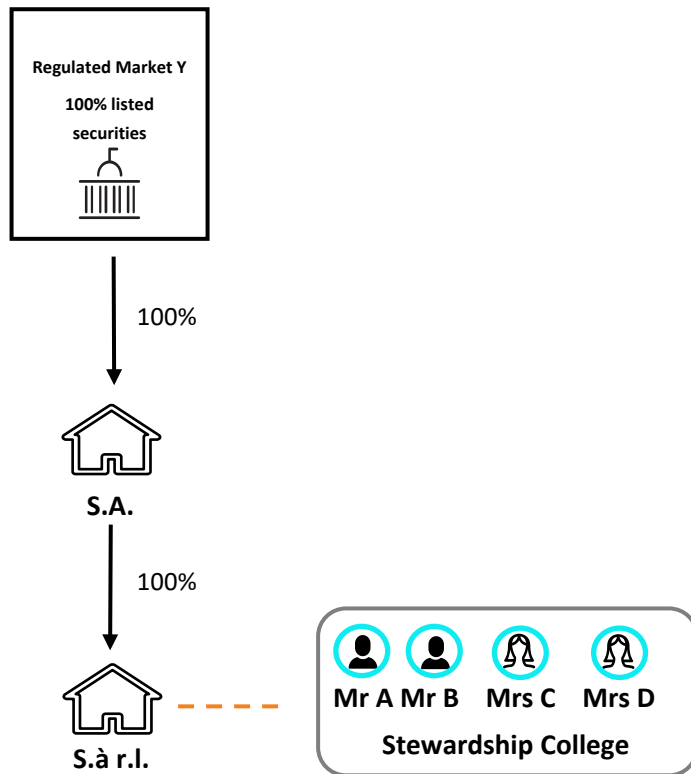 Regulated Market Y
100% listed
securities
100%
S.A.
100%
Mr A Mr B Mrs C Mrs D
Stewardship College
S.à r.l.